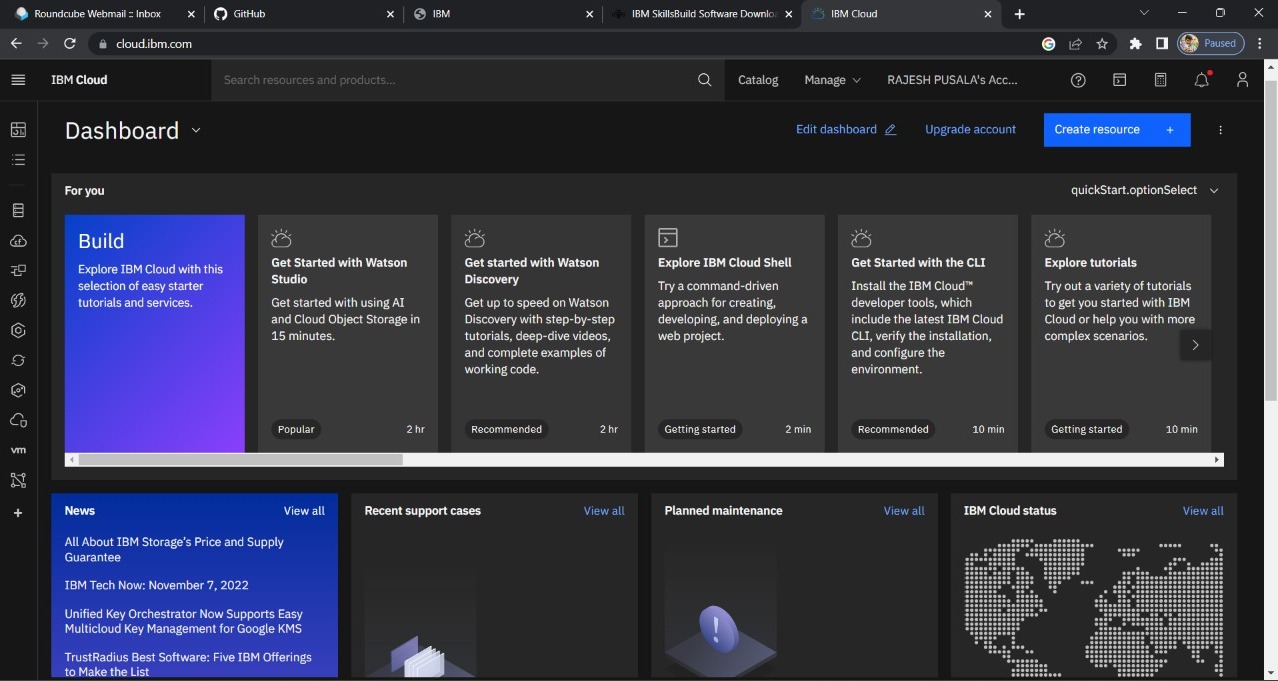 Roundcube Webmail :: Inbox
GitHub
IBM
IBM SkillsBuild Software Downloa
IBM Cloud
cloud.ibm.com
Paused
IBM Cloud
Search resources and products...
Catalog
Manage
RAJESH PUSALA's Acc...
Dashboard
Edit dashboard
Upgrade account
Create resource +
For you
quickStart.optionSelect
Build
Explore IBM Cloud with this
selection of easy starter
tutorials and services.
Get Started with Watson
Studio
Get started with using AI
and Cloud Object Storage in
15 minutes.
Popular
2 hr
Get started with Watson
Discovery
Get up to speed on Watson
Discovery with step-by-step
tutorials, deep-dive videos,
and complete examples of
working code.
Recommended
2 hr
Explore IBM Cloud Shell
Try a command-driven
approach for creating,
developing, and deploying a
web project.
Getting started
2 min
Get Started with the CLI
Install the IBM Cloud™
developer tools, which
include the latest IBM Cloud
CLI, verify the installation,
and configure the
environment.
Recommended
10 min
Explore tutorials
Try out a variety of tutorials
to get you started with IBM
Cloud or help you with more
complex scenarios.
Getting started
10 min
vm
News
View all
All About IBM Storage's Price and Supply
Guarantee
IBM Tech Now: November 7, 2022
Unified Key Orchestrator Now Supports Easy
Multicloud Key Management for Google KMS
TrustRadius Best Software: Five IBM Offerings
to Make the List
Recent support cases
View all
Planned maintenance
View all
IBM Cloud status
View all